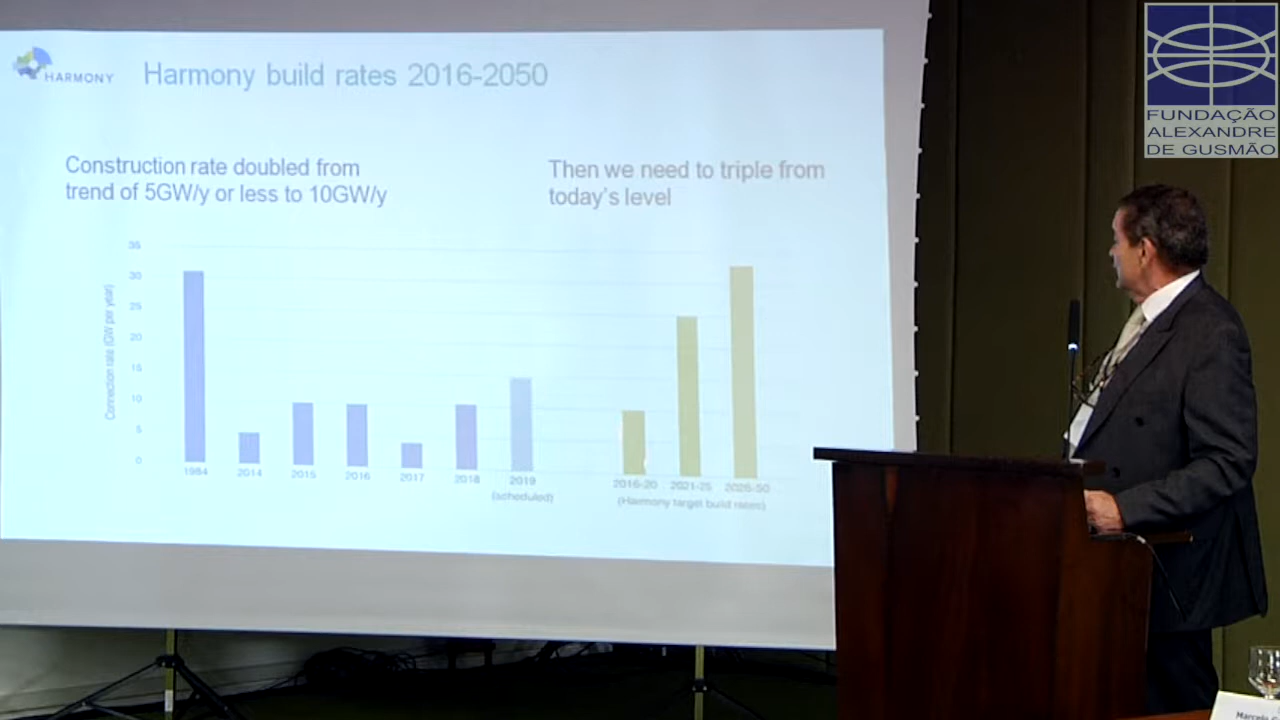 HARMONY
Harmony build rates 2016-2050
Construction rate doubled from
trend of 5GW/y or less to 10GW/y
Then we need to triple from
today's level
Connection rate (GW per year)
35
30
25
20
15
10
5
0
1984
2014
2015
2016
2017
2018
2019
(scheduled)
2016-20
2021-25
2026-50
(Harmony target build rates)
FUNDAÇÃO
ALEXANDRE
DE GUSMÃO